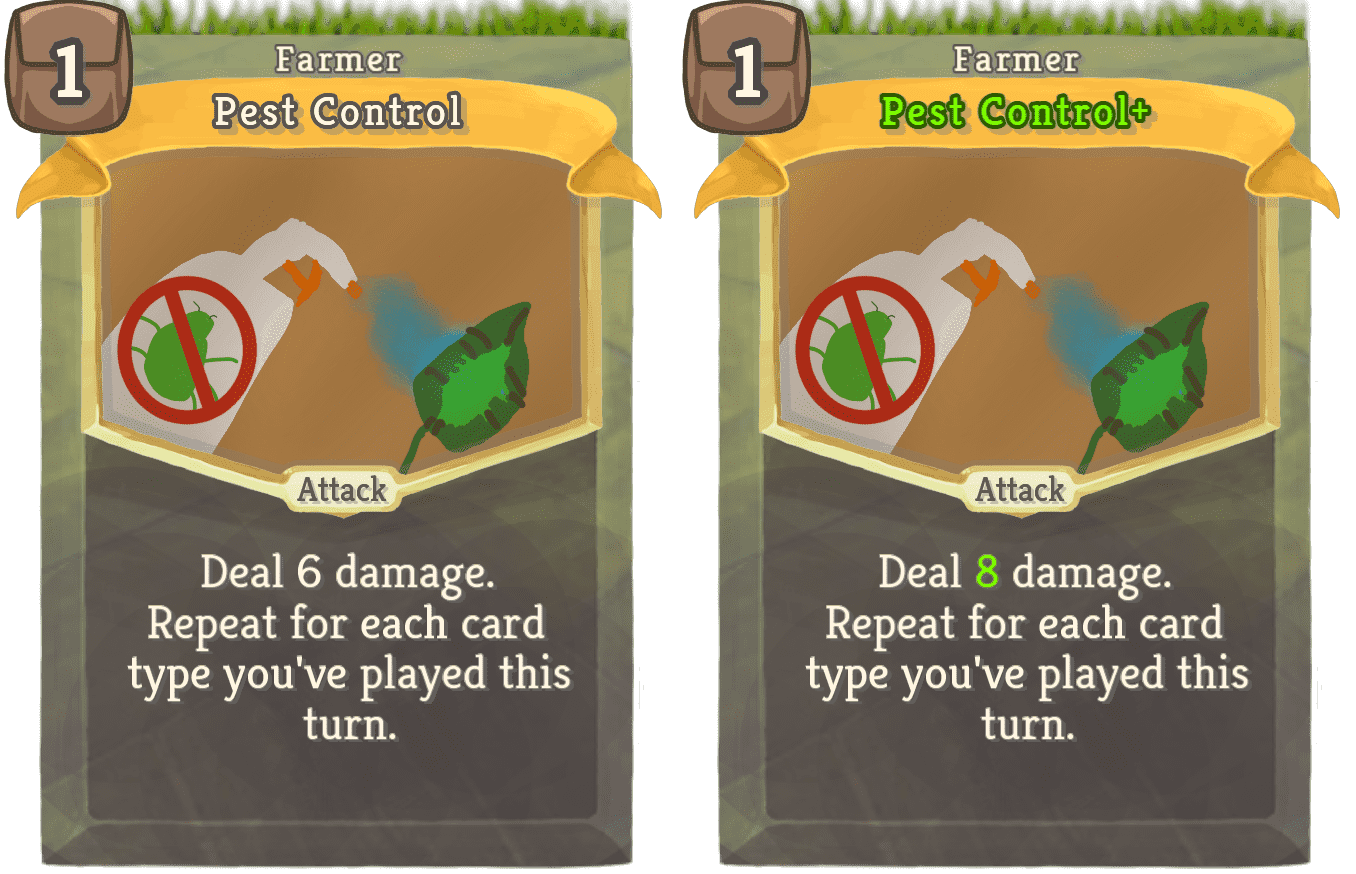 1
Farmer
Pest Control
Attack
Deal 6 damage.
Repeat for each card
type you've played this
turn.
1
Farmer
Pest Control+
Attack
Deal 8 damage.
Repeat for each card
type you've played this
turn.